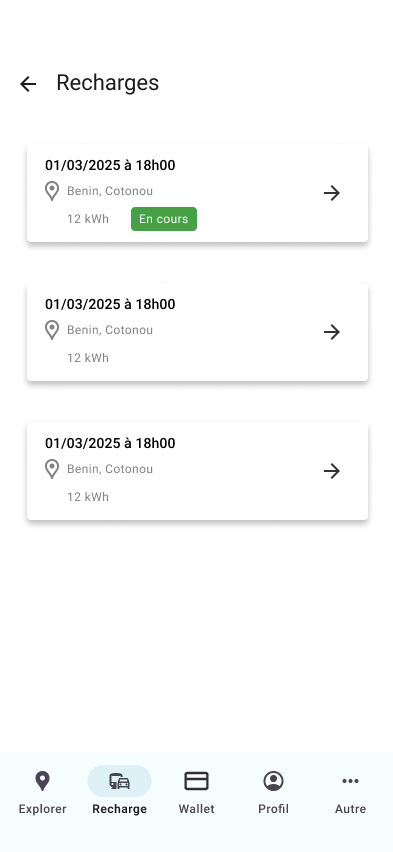 Recharges
01/03/2025 à 18h00
Benin, Cotonou
12 kWh En cours
01/03/2025 à 18h00
Benin, Cotonou
12 kWh
01/03/2025 à 18h00
Benin, Cotonou
12 kWh
Explorer Recharge Wallet Profil Autre